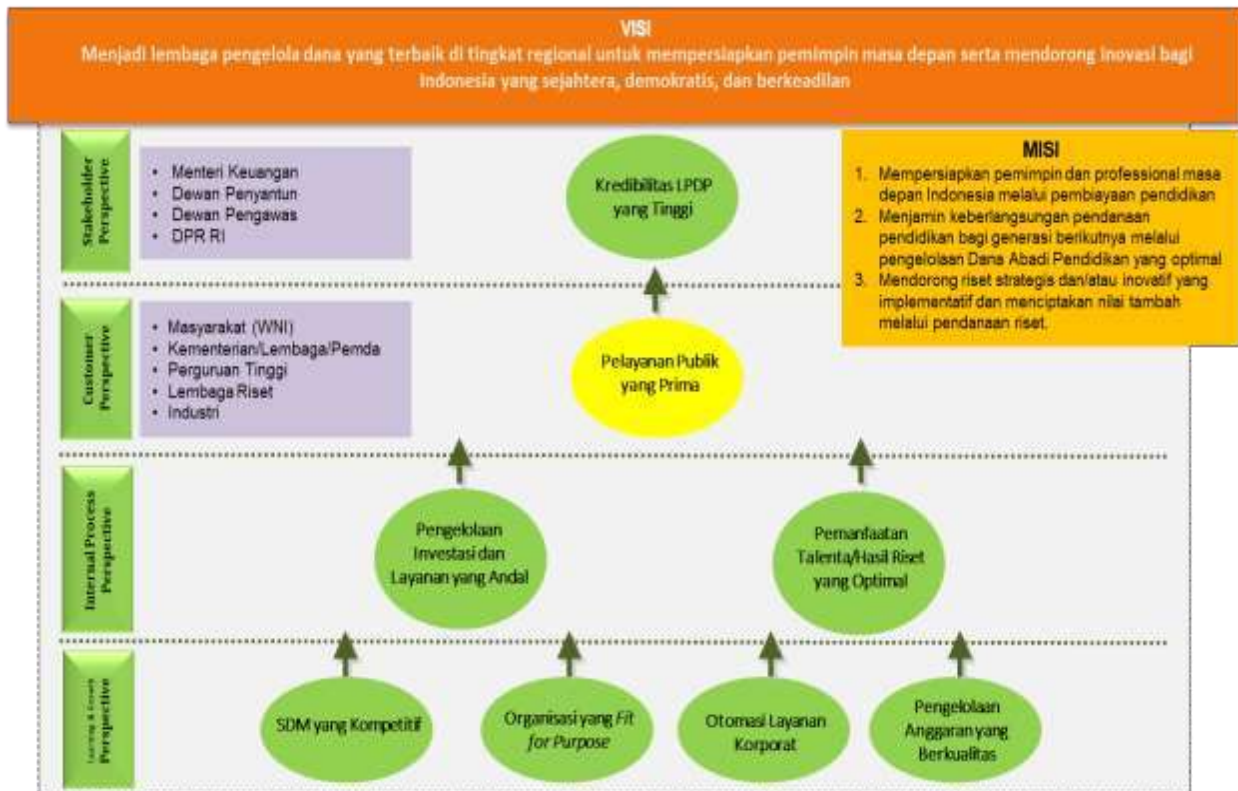 VISI
Menjadi lembaga pengelola dana yang terbaik di tingkat regional untuk mempersiapkan pemimpin masa depan serta mendorong inovasi bagi
Indonesia yang sejahtera, demokratis, dan berkeadilan
Stakeholder
Perspective
• Menteri Keuangan
• Dewan Penyantun
• Dewan Pengawas
• DPR RI
Kredibilitas LPDP
yang Tinggi
MISI
1. Mempersiapkan pemimpin dan professional masa
depan Indonesia melalui pembiayaan pendidikan
2. Menjamin keberlangsungan pendanaan
pendidikan bagi generasi berikutnya melalui
pengelolaan Dana Abadi Pendidikan yang optimal
3. Mendorong riset strategis dan/atau inovatif yang
implementatif dan menciptakan nilai tambah
melalui pendanaan riset.
Customer
Perspective
• Masyarakat (WNI)
• Kementerian/Lembaga/Pemda
• Perguruan Tinggi
• Lembaga Riset
• Industri
Pelayanan Publik
yang Prima
Internal Process
Perspective
Pengelolaan
Investasi dan
Layanan yang Andal
Pemanfaatan
Talenta/Hasil Riset
yang Optimal
Learning & Growth
Perspective
SDM yang Kompetitif
Organisasi yang Fit
for Purpose
Otomasi Layanan
Korporat
Pengelolaan
Anggaran yang
Berkualitas